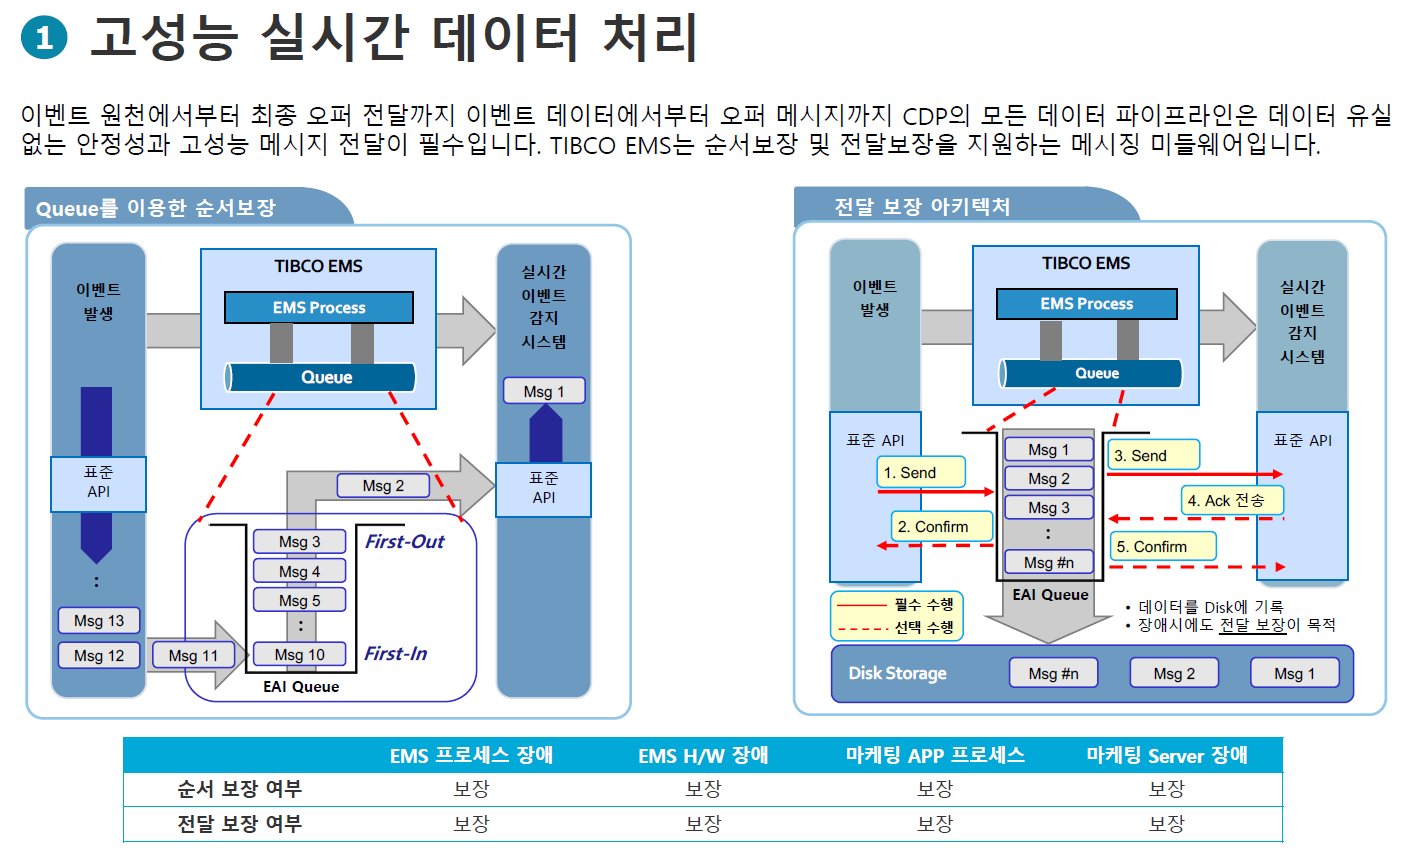 1 고성능 실시간 데이터 처리
이벤트 원천에서부터 최종 오퍼 전달까지 이벤트 데이터에서부터 오퍼 메시지까지 CDP의 모든 데이터 파이프라인은 데이터 유실
없는 안정성과 고성능 메시지 전달이 필수입니다. TIBCO EMS는 순서보장 및 전달보장을 지원하는 메시징 미들웨어입니다.
Queue를 이용한 순서보장
이벤트
발생
TIBCO EMS
EMS Process
Queue
실시간
이벤트
감지
시스템
Msg 1
표준
API
표준
API
Msg 2
:
Msg 13
Msg 12
Msg 11
Msg 3
First-Out
Msg 4
Msg 5
:
Msg 10
First-In
EAI Queue
전달 보장 아키텍처
이벤트
발생
TIBCO EMS
EMS Process
Queue
실시간
이벤트
감지
시스템
표준 API
표준 API
1. Send
2. Confirm
Msg 1
Msg 2
Msg 3
:
Msg #n
EAI Queue
3. Send
4. Ack 전송
5. Confirm
필수 수행
선택 수행
• 데이터를 Disk에 기록
• 장애시에도 전달 보장이 목적
Disk Storage
Msg #n
Msg 2
Msg 1
EMS 프로세스 장애 EMS H/W 장애 마케팅 APP 프로세스 마케팅 Server 장애
순서 보장 여부 보장 보장 보장 보장
전달 보장 여부 보장 보장 보장 보장